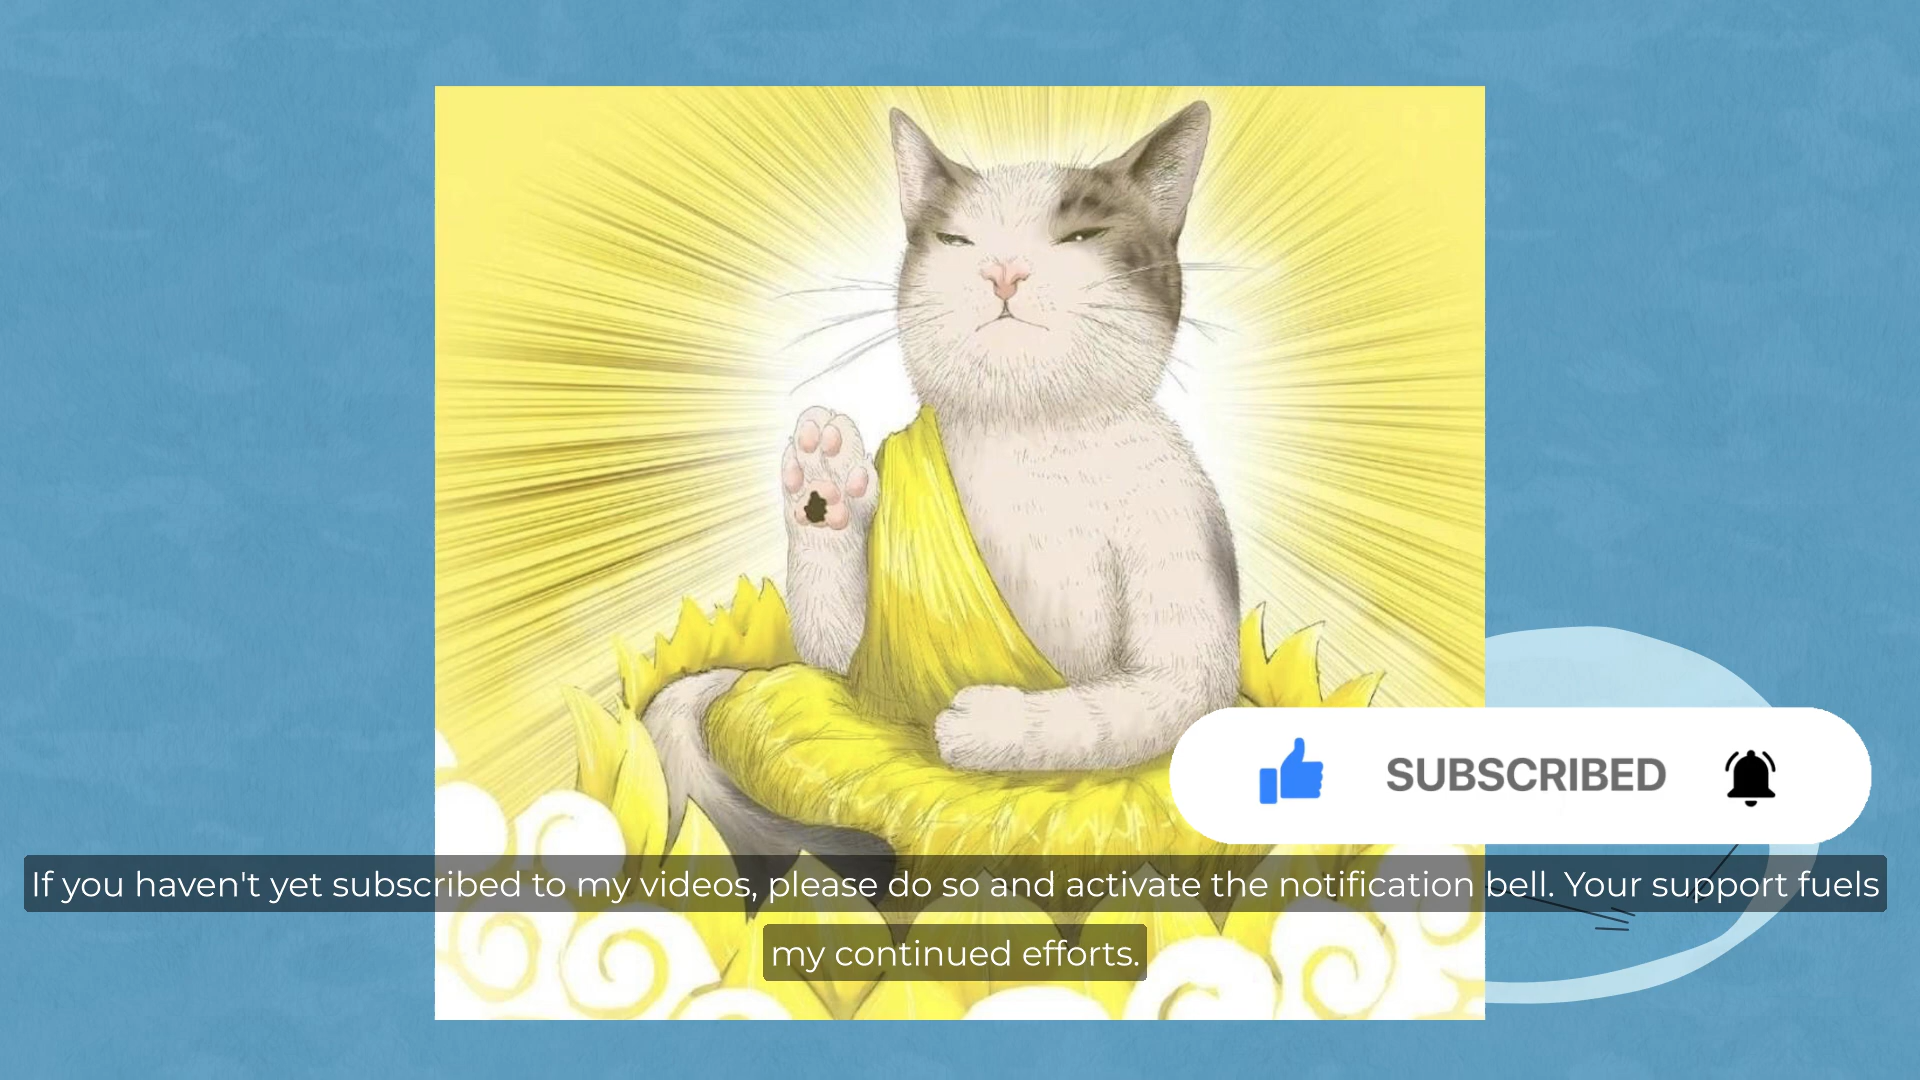 SUBSCRIBED
If you haven't yet subscribed to my videos, please do so and activate the notification bell. Your support fuels
my continued efforts.